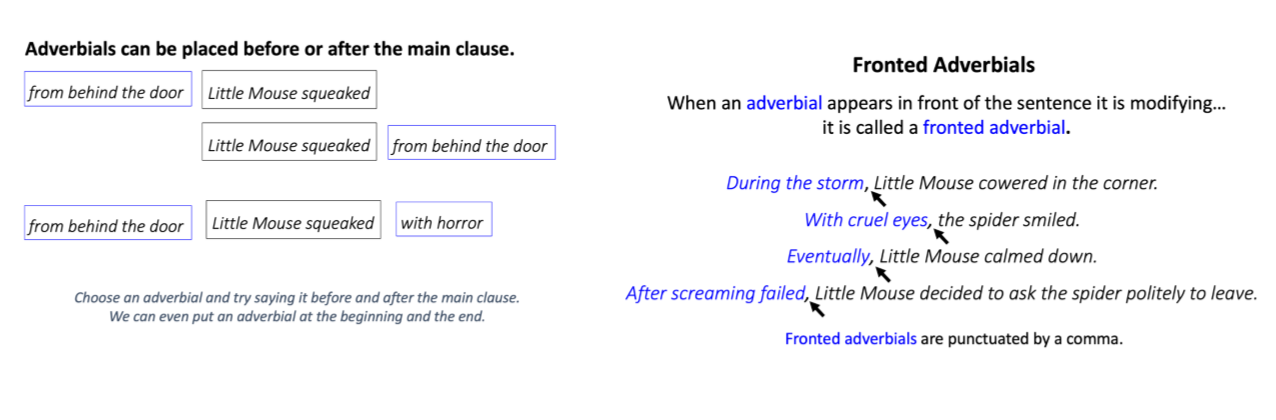 Adverbials can be placed before or after the main clause.
from behind the door Little Mouse squeaked
Little Mouse squeaked from behind the door
from behind the door Little Mouse squeaked with horror
Choose an adverbial and try saying it before and after the main clause.
We can even put an adverbial at the beginning and the end.
Fronted Adverbials
When an adverbial appears in front of the sentence it is modifying...
it is called a fronted adverbial.
During the storm, Little Mouse cowered in the corner.
With cruel eyes, the spider smiled.
Eventually, Little Mouse calmed down.
After screaming failed, Little Mouse decided to ask the spider politely to leave.
Fronted adverbials are punctuated by a comma.